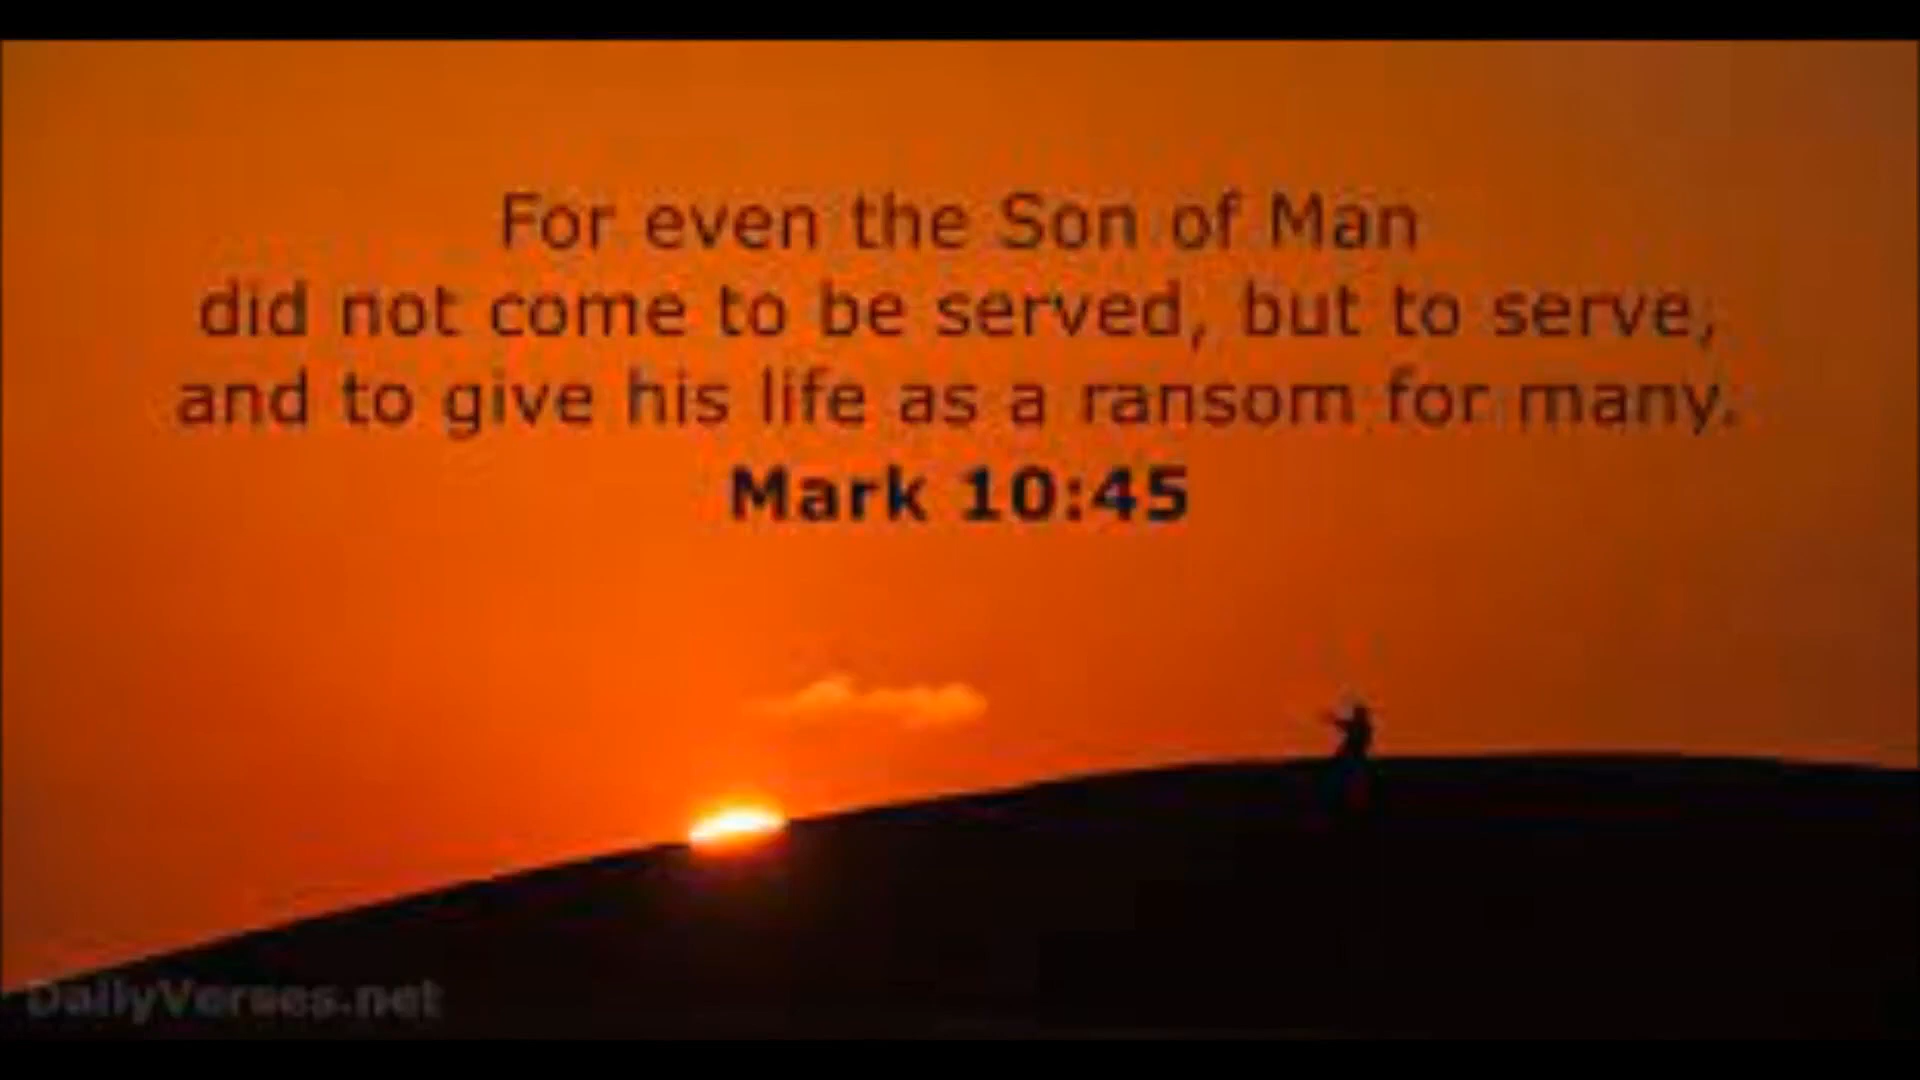 For even the Son of Man
did not come to be served, but to serve,
and to give his life as a ransom for many.
Mark 10:45
DailyVerses.net